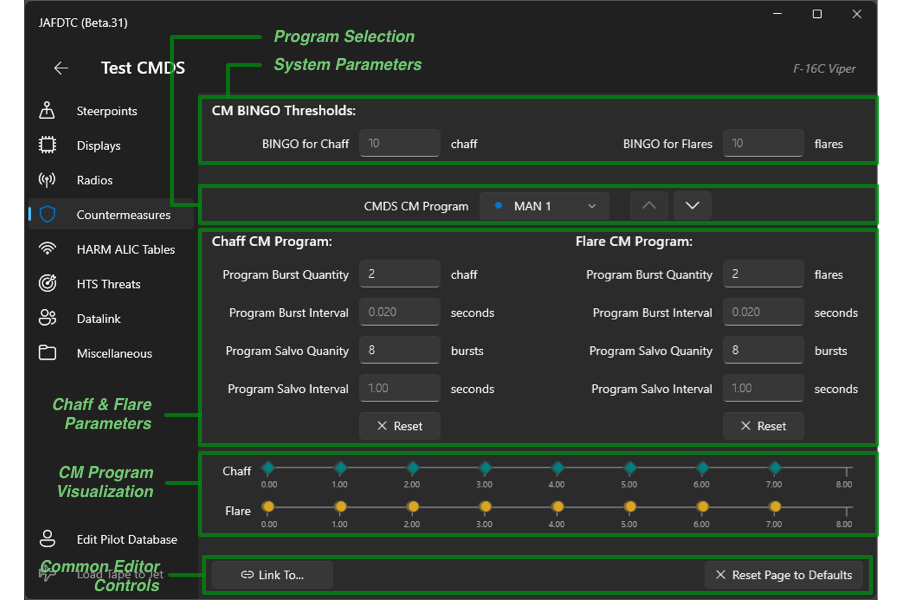 JAFDTC (Beta.31)
Program Selection
System Parameters
Test CMDS
F-16C Viper
Steerpoints
Displays
Radios
Countermeasures
HARM ALIC Tables
HTS Threats
Datalink
Miscellaneous
CM BINGO Thresholds:
BINGO for Chaff 10 chaff
BINGO for Flares 10 flares
CMDS CM Program MAN 1
Chaff CM Program:
Program Burst Quantity 2 chaff
Program Burst Interval 0.020 seconds
Program Salvo Quanity 8 bursts
Program Salvo Interval 1.00 seconds
Reset
Flare CM Program:
Program Burst Quantity 2 flares
Program Burst Interval 0.020 seconds
Program Salvo Quanity 8 bursts
Program Salvo Interval 1.00 seconds
Reset
Chaff & Flare
Parameters
CM Program
Visualization
Chaff
0.00 1.00 2.00 3.00 4.00 5.00 6.00 7.00 8.00
Flare
0.00 1.00 2.00 3.00 4.00 5.00 6.00 7.00 8.00
Edit Pilot Database
Load Tape to Jet
Common Editor
Controls
Link To...
Reset Page to Defaults